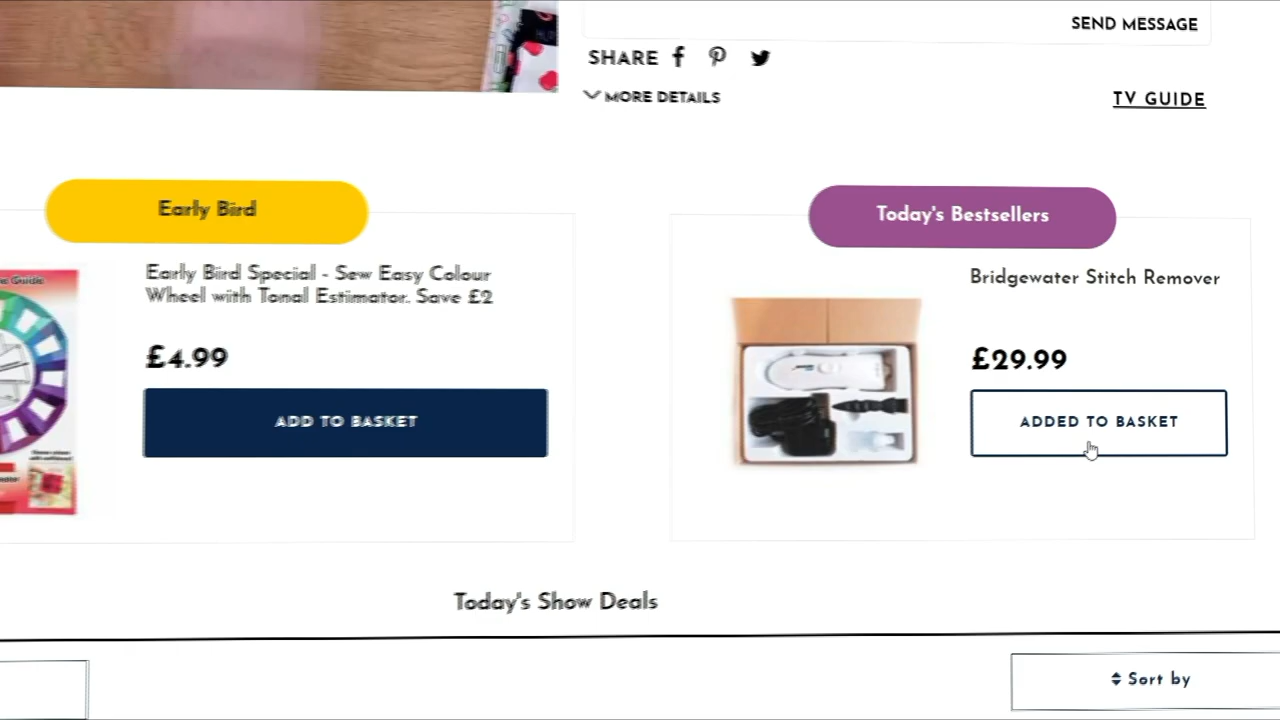 SEND MESSAGE
SHARE
MORE DETAILS
TV GUIDE
Early Bird
Early Bird Special - Sew Easy Colour
Wheel with Tonal Estimator. Save £2
£4.99
ADD TO BASKET
Today's Bestsellers
Bridgewater Stitch Remover
£29.99
ADDED TO BASKET
Today's Show Deals
Sort by